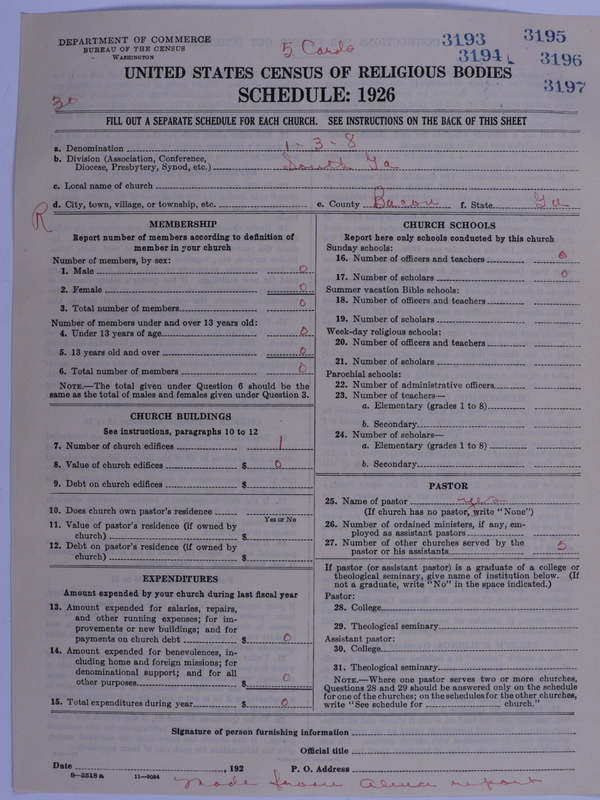 DEPARTMENT OF COMMERCE
BUREAU OF THE CENSUS
WASHINGTON
5 Cards
3193 3195
3194 3196
3197
UNITED STATES CENSUS OF RELIGIOUS BODIES
SCHEDULE: 1926
30
FILL OUT A SEPARATE SCHEDULE FOR EACH CHURCH. SEE INSTRUCTIONS ON THE BACK OF THIS SHEET
a. Denomination 1-3-8
b. Division (Association, Conference,
Diocese, Presbytery, Synod, etc.) South Ga
c. Local name of church
d. City, town, village, or township, etc. e. County Bacon f. State Ga
R
MEMBERSHIP
Report number of members according to definition of
member in your church
Number of members, by sex:
1. Male 0
2. Female 0
3. Total number of members 0
Number of members under and over 13 years old:
4. Under 13 years of age 0
5. 13 years old and over 0
6. Total number of members 0
NOTE.—The total given under Question 6 should be the
same as the total of males and females given under Question 3.
CHURCH BUILDINGS
See instructions, paragraphs 10 to 12
7. Number of church edifices 1
8. Value of church edifices $ 0
9. Debt on church edifices $
10. Does church own pastor's residence
Yes or No
11. Value of pastor's residence (if owned by
church) $
12. Debt on pastor's residence (if owned by
church) $
EXPENDITURES
Amount expended by your church during last fiscal year
13. Amount expended for salaries, repairs,
and other running expenses; for im-
provements or new buildings; and for
payments on church debt $ 0
14. Amount expended for benevolences, in-
cluding home and foreign missions; for
denominational support; and for all
other purposes $ 0
15. Total expenditures during year $ 0
CHURCH SCHOOLS
Report here only schools conducted by this church
Sunday schools:
16. Number of officers and teachers 0
17. Number of scholars 0
Summer vacation Bible schools:
18. Number of officers and teachers
19. Number of scholars
Week-day religious schools:
20. Number of officers and teachers
21. Number of scholars
Parochial schools:
22. Number of administrative officers
23. Number of teachers—
a. Elementary (grades 1 to 8)
b. Secondary
24. Number of scholars—
a. Elementary (grades 1 to 8)
b. Secondary
PASTOR
25. Name of pastor yes
(If church has no pastor, write "None")
26. Number of ordained ministers, if any, em-
ployed as assistant pastors
27. Number of other churches served by the
pastor or his assistants 5
If pastor (or assistant pastor) is a graduate of a college or
theological seminary, give name of institution below. (If
not a graduate, write "No" in the space indicated.)
Pastor:
28. College
29. Theological seminary
Assistant pastor:
30. College
31. Theological seminary
NOTE.—Where one pastor serves two or more churches,
Questions 28 and 29 should be answered only on the schedule
for one of the churches; on the schedules for the other churches,
write "See schedule for church."
Signature of person furnishing information
Official title
Date , 192 P. O. Address
8-5518a 11-9034
Made from Alma report